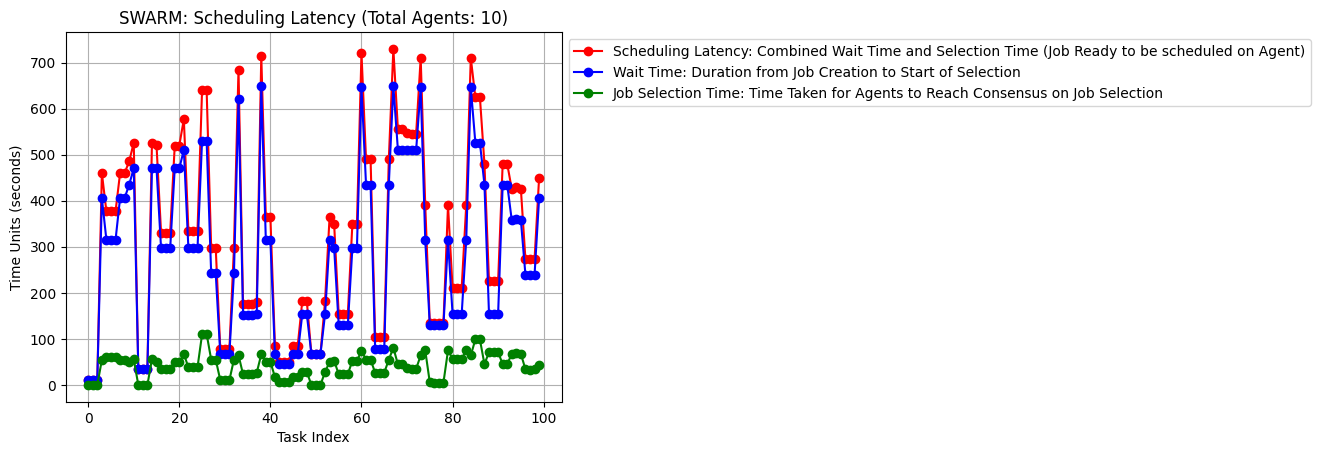 SWARM: Scheduling Latency (Total Agents: 10)
Scheduling Latency: Combined Wait Time and Selection Time (Job Ready to be scheduled on Agent)
Wait Time: Duration from Job Creation to Start of Selection
Job Selection Time: Time Taken for Agents to Reach Consensus on Job Selection
Time Units (seconds)
700
600
500
400
300
200
100
0
0 20 40 60 80 100
Task Index